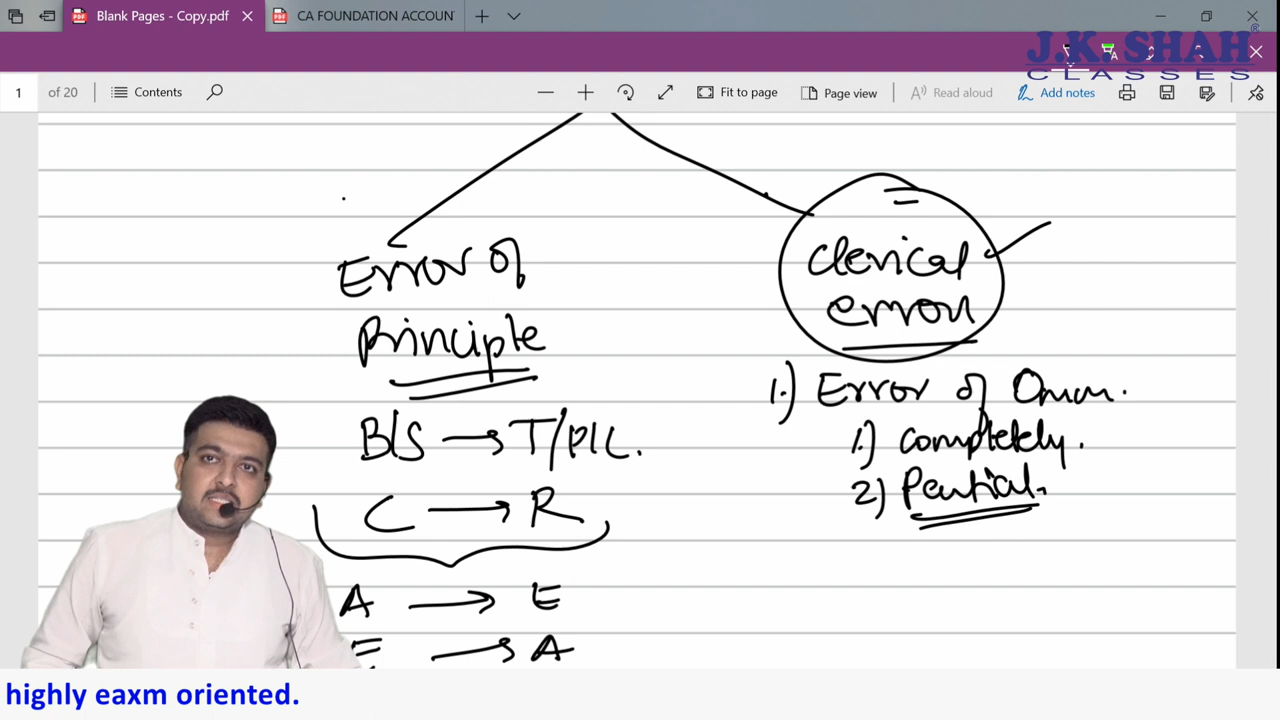 Blank Pages - Copy.pdf
CA FOUNDATION ACCOUNT
J.K. SHAH®
CLASSES
1 of 20
Contents
Fit to page
Page view
Read aloud
Add notes
Error of
Principle
B/S → T/P/L.
C → R
A → E
E → A
Clerical
error
1.) Error of Omm.
1.) Completely.
2) Partial.
highly eaxm oriented.